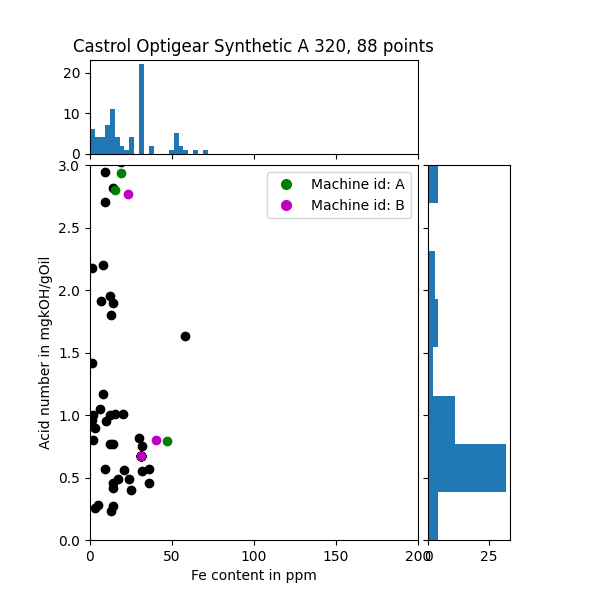 Castrol Optigear Synthetic A 320, 88 points
20
10
0
3.0
2.5
2.0
1.5
1.0
0.5
0.0
Acid number in mgkOH/gOil
Machine id: A
Machine id: B
0 50 100 150 200 0 25
Fe content in ppm